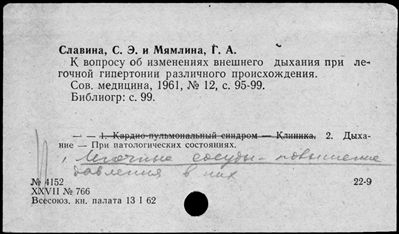 Славина, С. Э. и Мямлина, Г. А.
К вопросу об изменениях внешнего дыхания при ле-
гочной гипертонии различного происхождения.
Сов. медицина, 1961, № 12, с. 95-99.
Библиогр: с. 99.
— — 1. Кардио-пульмональный синдром — Клиника. 2. Дыха-
ние — При патологических состояниях.
1. Легочные сосуды - повышение
давления в них
№ 4152
22-9
XXVII № 766
Всесоюз. кн. палата 13 I 62